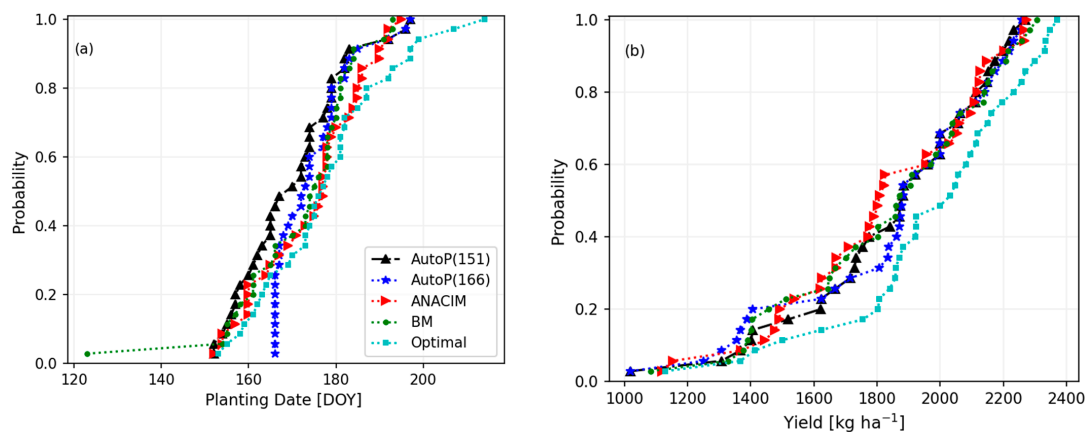 (a)
Probability
1.0
0.8
0.6
0.4
0.2
0.0
120 140 160 180 200
Planting Date [DOY]
AutoP(151)
AutoP(166)
ANACIM
BM
Optimal
(b)
Probability
1.0
0.8
0.6
0.4
0.2
0.0
1000 1200 1400 1600 1800 2000 2200 2400
Yield [kg ha⁻¹]